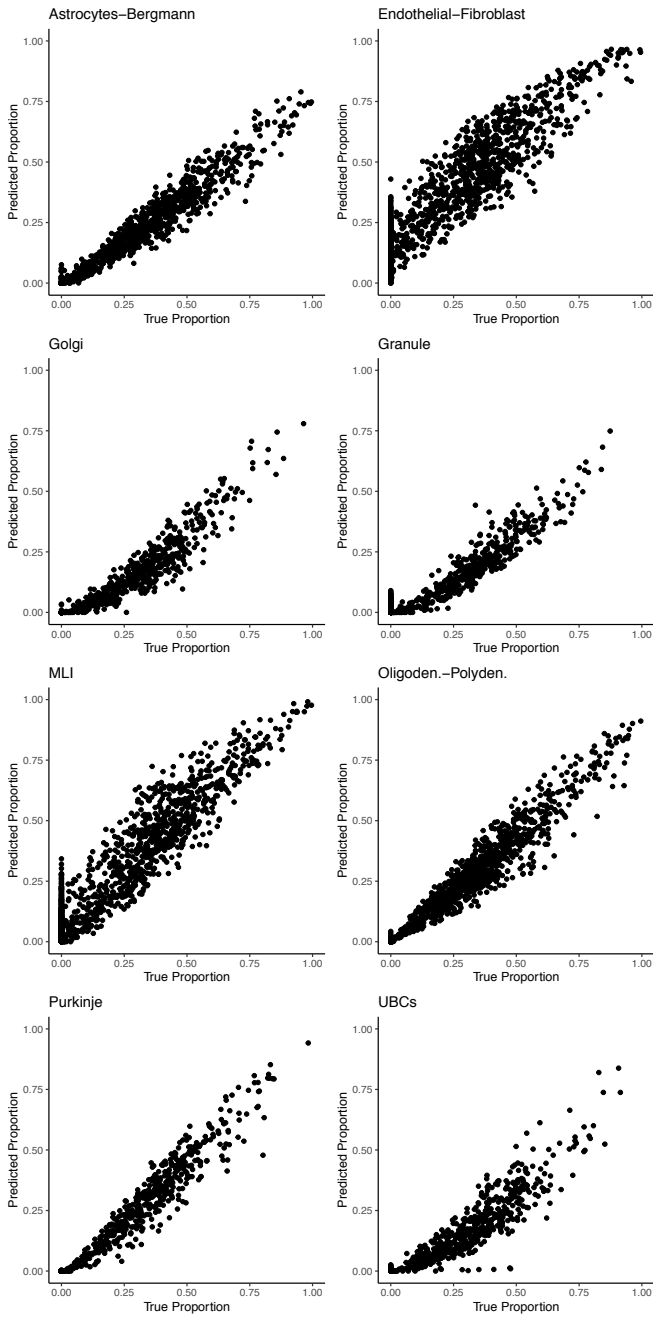 Astrocytes−Bergmann
Endothelial−Fibroblast
Predicted Proportion
1.00
0.75
0.50
0.25
0.00
0.00 0.25 0.50 0.75 1.00
True Proportion
Predicted Proportion
1.00
0.75
0.50
0.25
0.00
0.00 0.25 0.50 0.75 1.00
True Proportion
Golgi
Granule
Predicted Proportion
1.00
0.75
0.50
0.25
0.00
0.00 0.25 0.50 0.75 1.00
True Proportion
Predicted Proportion
1.00
0.75
0.50
0.25
0.00
0.00 0.25 0.50 0.75 1.00
True Proportion
MLI
Oligoden.−Polyden.
Predicted Proportion
1.00
0.75
0.50
0.25
0.00
0.00 0.25 0.50 0.75 1.00
True Proportion
Predicted Proportion
1.00
0.75
0.50
0.25
0.00
0.00 0.25 0.50 0.75 1.00
True Proportion
Purkinje
UBCs
Predicted Proportion
1.00
0.75
0.50
0.25
0.00
0.00 0.25 0.50 0.75 1.00
True Proportion
Predicted Proportion
1.00
0.75
0.50
0.25
0.00
0.00 0.25 0.50 0.75 1.00
True Proportion